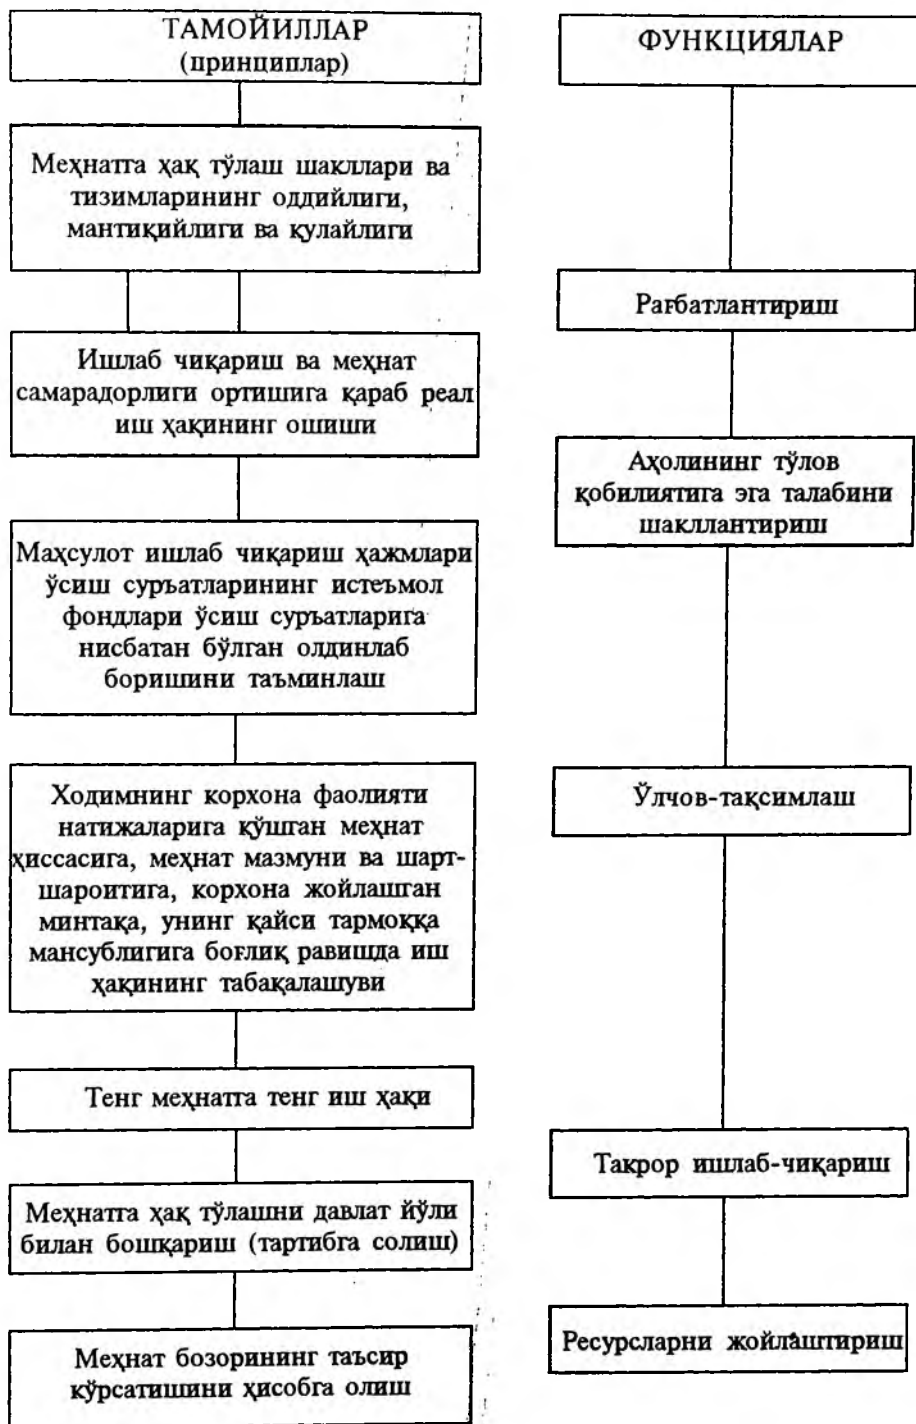 ТАМОЙИЛЛАР
(принциплар)
Меҳнатга ҳақ тўлаш шакллари ва
тизимларининг оддийлиги,
мантиқийлиги ва қулайлиги
Ишлаб чиқариш ва меҳнат
самарадорлиги ортишига қараб реал
иш ҳақининг ошиши
Маҳсулот ишлаб чиқариш ҳажмлари
ўсиш суръатларининг истеъмол
фондлари ўсиш суръатларига
нисбатан бўлган олдинлаб
боришини таъминлаш
Ходимнинг корхона фаолияти
натижаларига қўшган меҳнат
ҳиссасига, меҳнат мазмуни ва шарт-
шароитига, корхона жойлашган
минтақа, унинг қайси тармоққа
мансублигига боғлиқ равишда иш
ҳақининг табақалашуви
Тенг меҳнатга тенг иш ҳақи
Меҳнатга ҳақ тўлашни давлат йўли
билан бошқариш (тартибга солиш)
Меҳнат бозорининг таъсир
кўрсатишини ҳисобга олиш
ФУНКЦИЯЛАР
Рағбатлантириш
Аҳолининг тўлов
қобилиятига эга талабини
шакллантириш
Ўлчов-тақсимлаш
Такрор ишлаб-чиқариш
Ресурсларни жойлаштириш